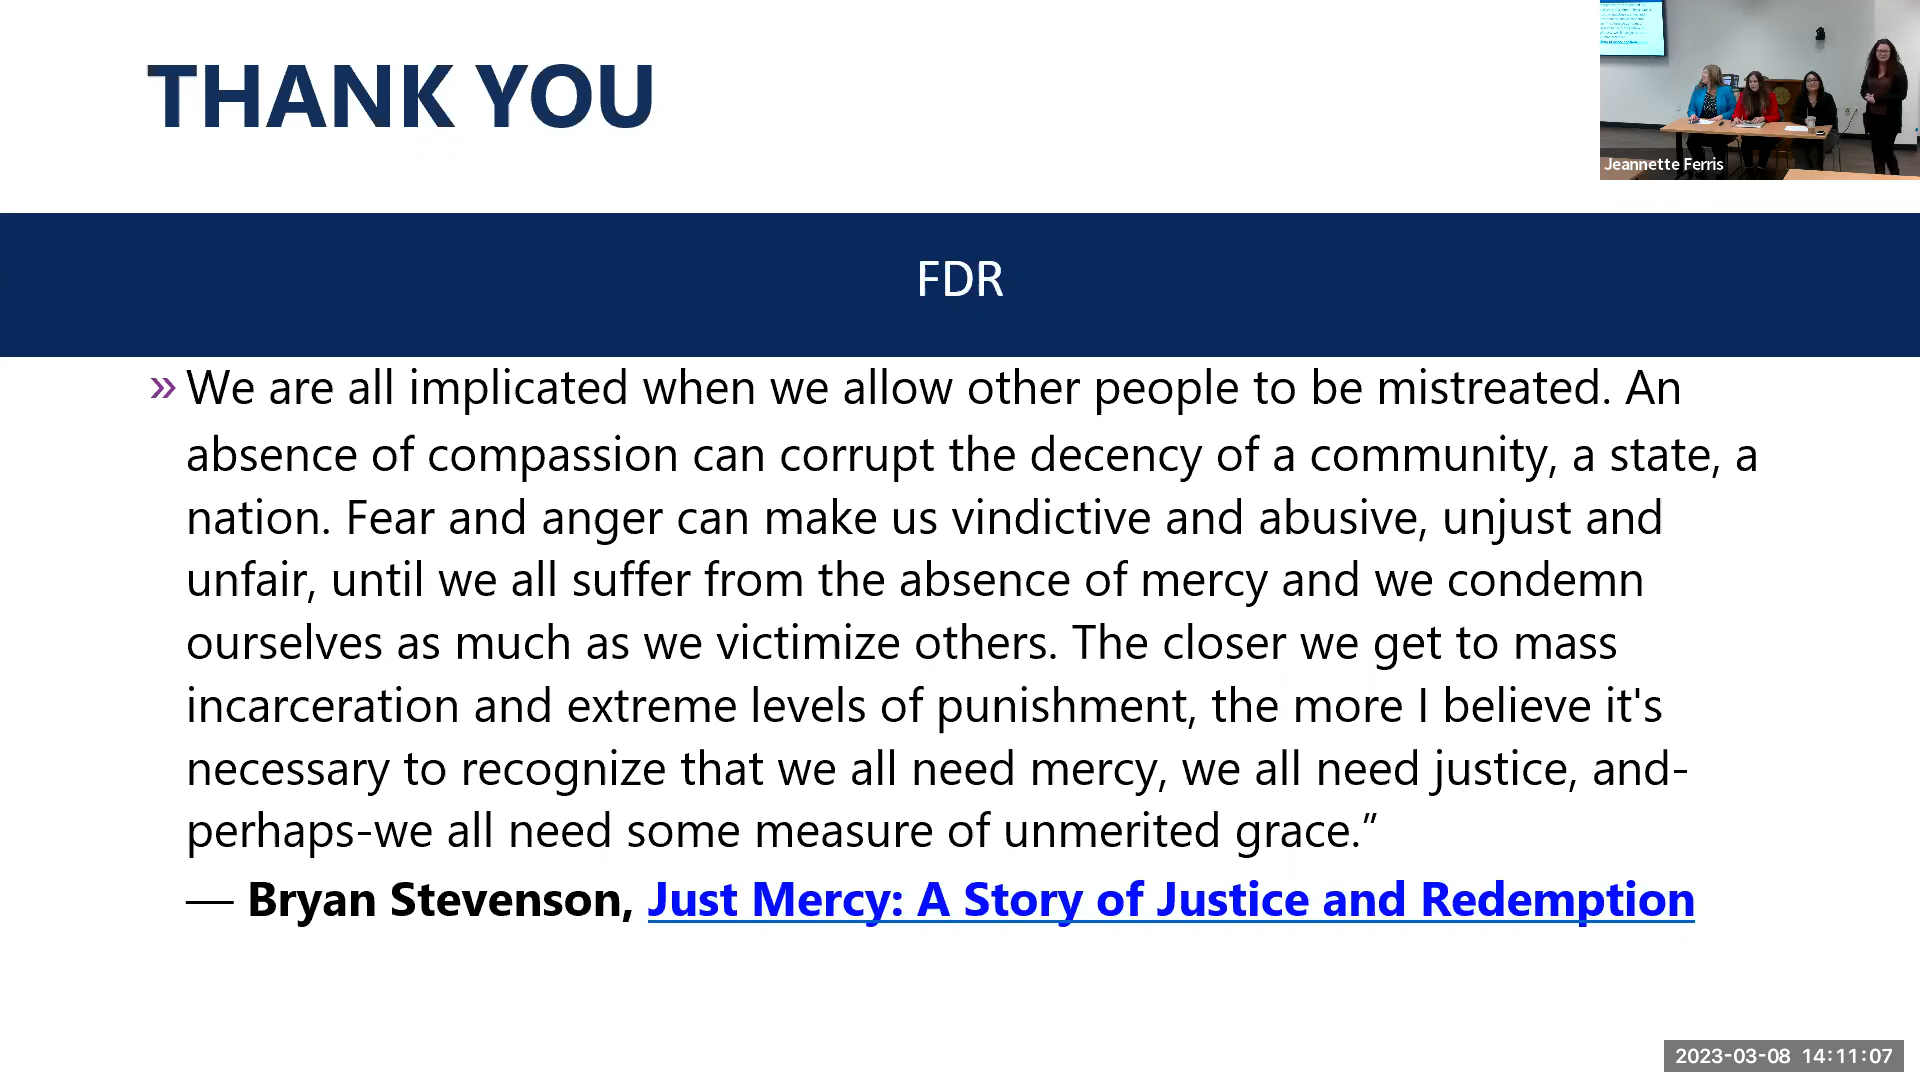 THANK YOU
Jeannette Ferris
FDR
» We are all implicated when we allow other people to be mistreated. An
absence of compassion can corrupt the decency of a community, a state, a
nation. Fear and anger can make us vindictive and abusive, unjust and
unfair, until we all suffer from the absence of mercy and we condemn
ourselves as much as we victimize others. The closer we get to mass
incarceration and extreme levels of punishment, the more I believe it's
necessary to recognize that we all need mercy, we all need justice, and-
perhaps-we all need some measure of unmerited grace.”
— Bryan Stevenson, Just Mercy: A Story of Justice and Redemption
2023-03-08 14:11:07